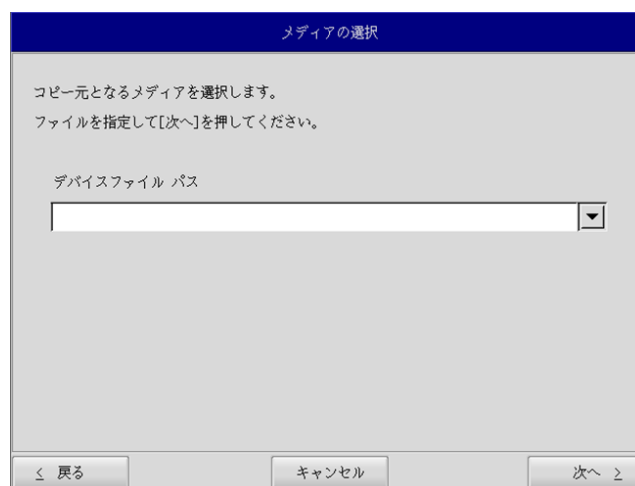 メディアの選択
コピー元となるメディアを選択します。
ファイルを指定して[次へ]を押してください。
デバイスファイル パス
< 戻る
キャンセル
次へ >